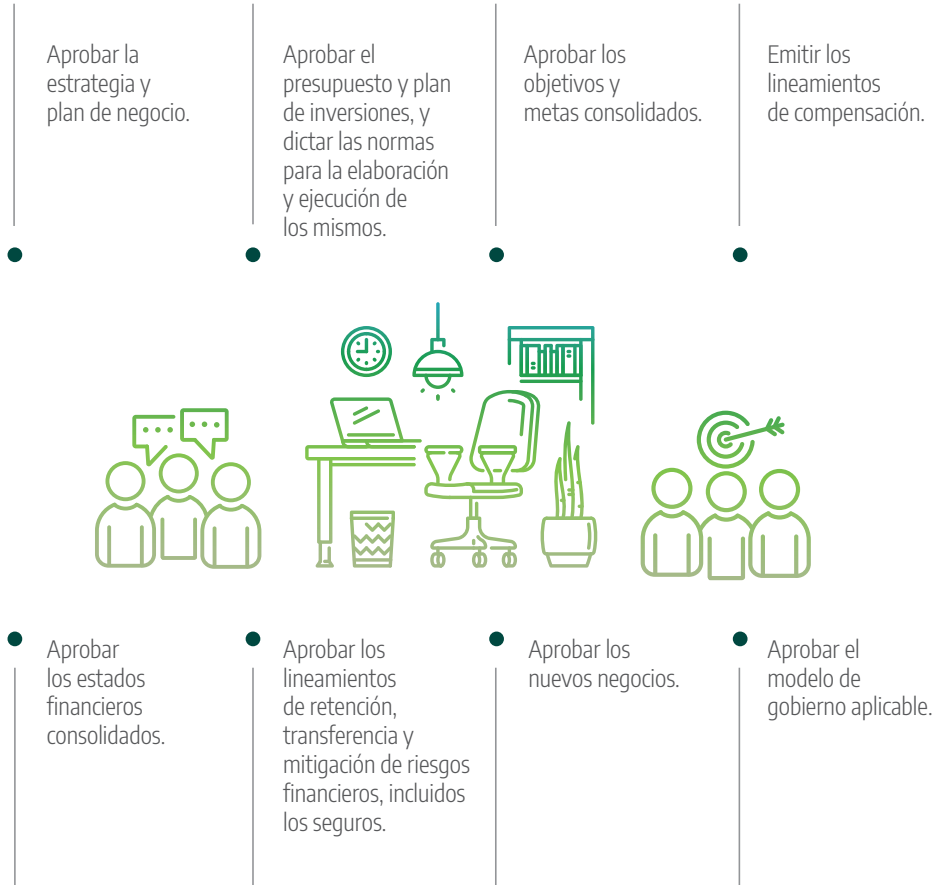 Aprobar la
estrategia y
plan de negocio.
Aprobar el
presupuesto y plan
de inversiones, y
dictar las normas
para la elaboración
y ejecución de
los mismos.
Aprobar los
objetivos y
metas consolidados.
Emitir los
lineamientos
de compensación.
Aprobar
los estados
financieros
consolidados.
Aprobar los
lineamientos
de retención,
transferencia y
mitigación de riesgos
financieros, incluidos
los seguros.
Aprobar los
nuevos negocios.
Aprobar el
modelo de
gobierno aplicable.